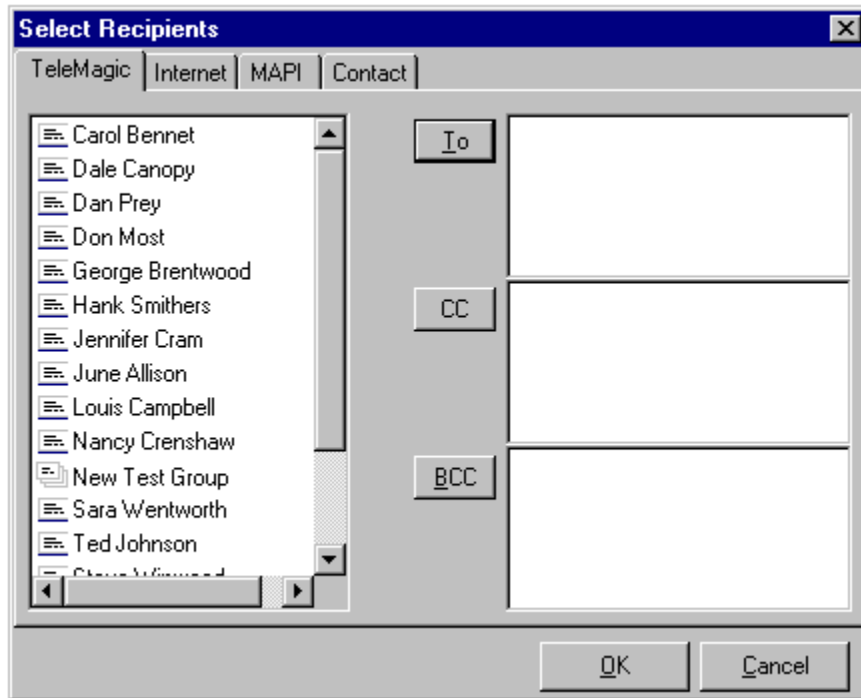 Select Recipients
TeleMagic
Internet
MAPI
Contact
Carol Bennet
Dale Canopy
Dan Prey
Don Most
George Brentwood
Hank Smithers
Jennifer Cram
June Allison
Louis Campbell
Nancy Crenshaw
New Test Group
Sara Wentworth
Ted Johnson
To
CC
BCC
OK
Cancel